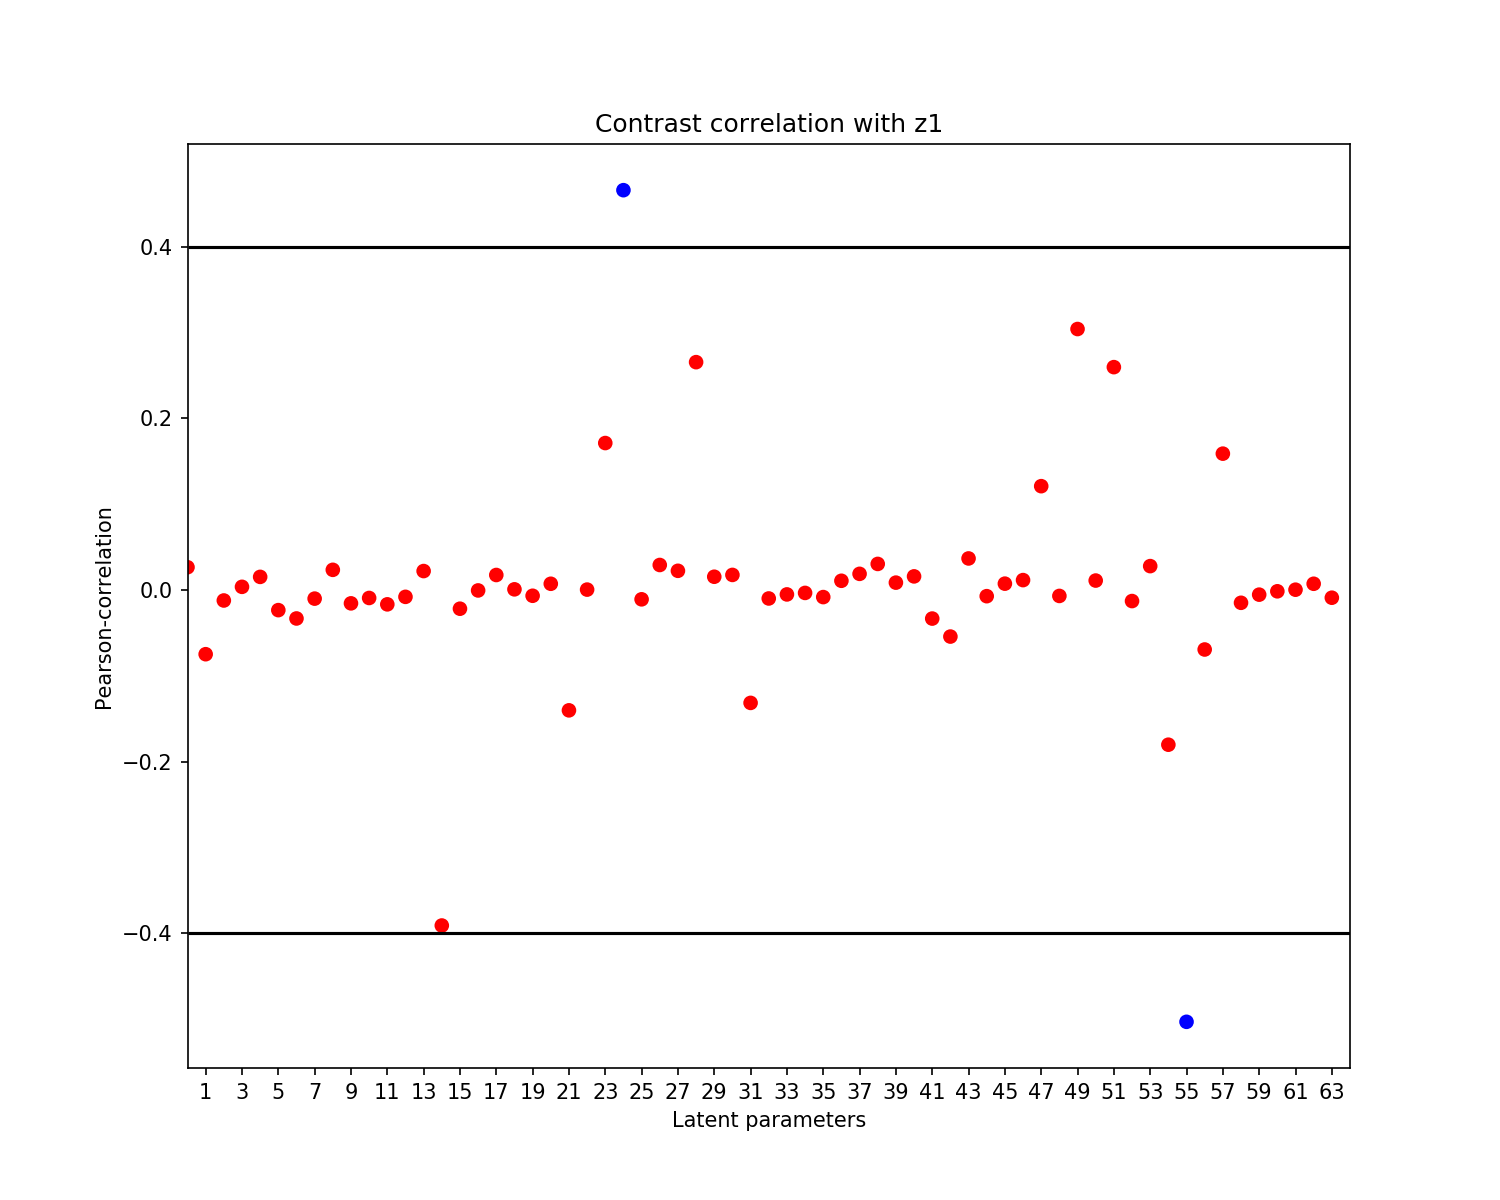 Contrast correlation with z1
0.4
0.2
0.0
−0.2
−0.4
Pearson-correlation
1 3 5 7 9 11 13 15 17 19 21 23 25 27 29 31 33 35 37 39 41 43 45 47 49 51 53 55 57 59 61 63
Latent parameters